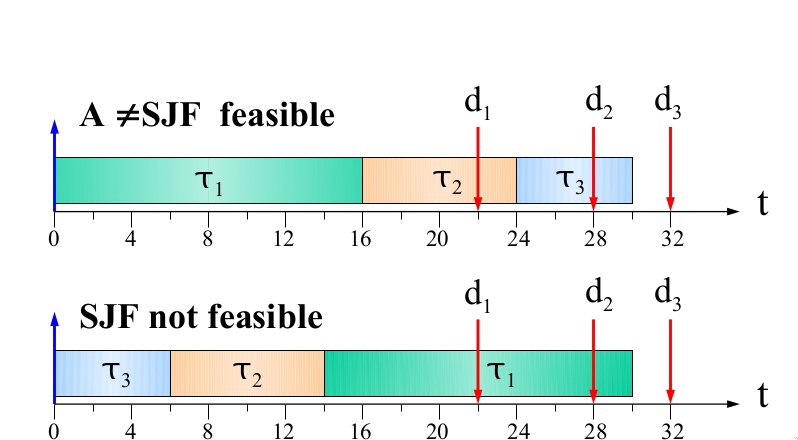 A ≠SJF feasible
d₁ d₂ d₃
τ₁ τ₂ τ₃
t
0 4 8 12 16 20 24 28 32
SJF not feasible
d₁ d₂ d₃
τ₃ τ₂ τ₁
t
0 4 8 12 16 20 24 28 32